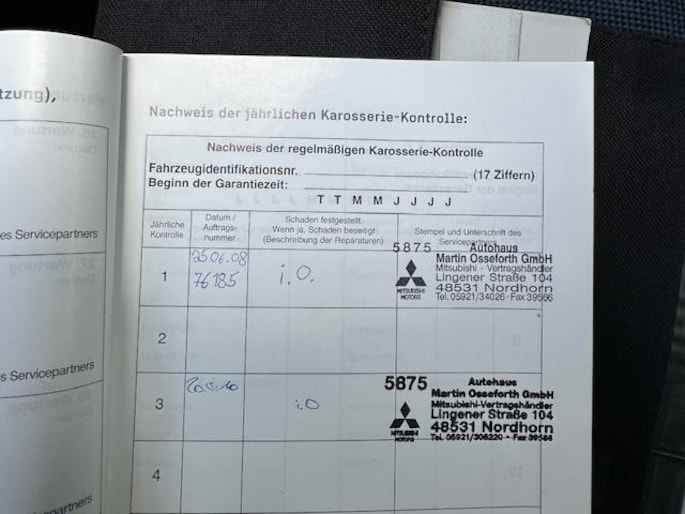 tzung),
Nachweis der jährlichen Karosserie-Kontrolle:
Nachweis der regelmäßigen Karosserie-Kontrolle
Fahrzeugidentifikationsnr. (17 Ziffern)
Beginn der Garantiezeit:
T T M M J J J J
Jährliche
Kontrolle
Datum /
Auftrags-
nummer
Schaden festgestellt.
Wenn ja, Schaden beseitigt
(Beschreibung der Reparaturen)
Stempel und Unterschrift des
Servicepartners
es Servicepartners
1
25.06.08
76185
i.O.
5875 Autohaus
Martin Osseforth GmbH
Mitsubishi - Vertragshändler
Lingener Straße 104
48531 Nordhorn
Tel. 05921/34026 · Fax 39566
MITSUBISHI
MOTORS
2
s Servicepartners
3
i.O
5875 Autohaus
Martin Osseforth GmbH
Mitsubishi-Vertragshändler
Lingener Straße 104
48531 Nordhorn
Tel. 05921/308220 · Fax 39566
MITSUBISHI
MOTORS
4
es Servicepartners